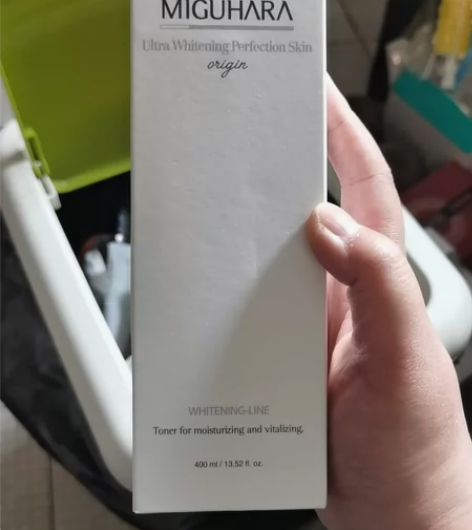 MIGUHARA
Ultra Whitening Perfection Skin
origin
WHITENING-LINE
Toner for moisturizing and vitalizing.
400 ml / 13.52 fl. oz.